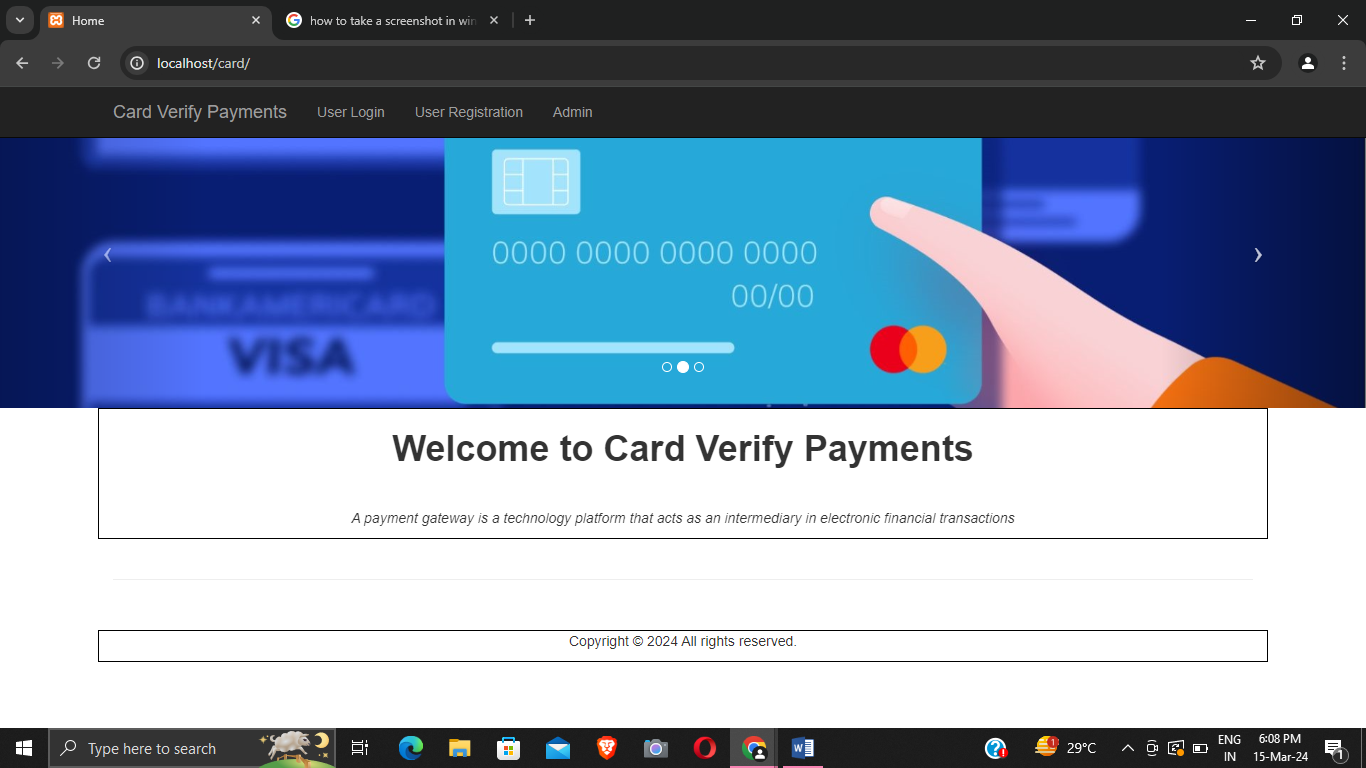 Home
how to take a screenshot in win
localhost/card/
Card Verify Payments User Login User Registration Admin
0000 0000 0000 0000
00/00
BANKAMERICARD
VISA
Welcome to Card Verify Payments
A payment gateway is a technology platform that acts as an intermediary in electronic financial transactions
Copyright © 2024 All rights reserved.
Type here to search
1
29°C
ENG
IN
6:08 PM
15-Mar-24
1